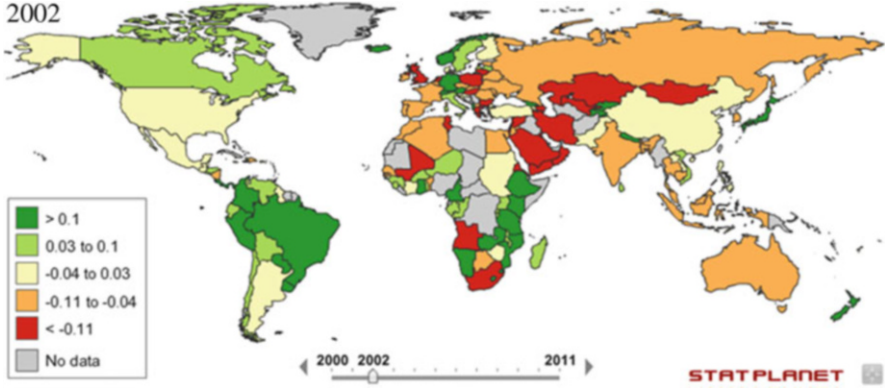 2002
> 0.1
0.03 to 0.1
-0.04 to 0.03
-0.11 to -0.04
< -0.11
No data
2000 2002 2011
STATPLANET